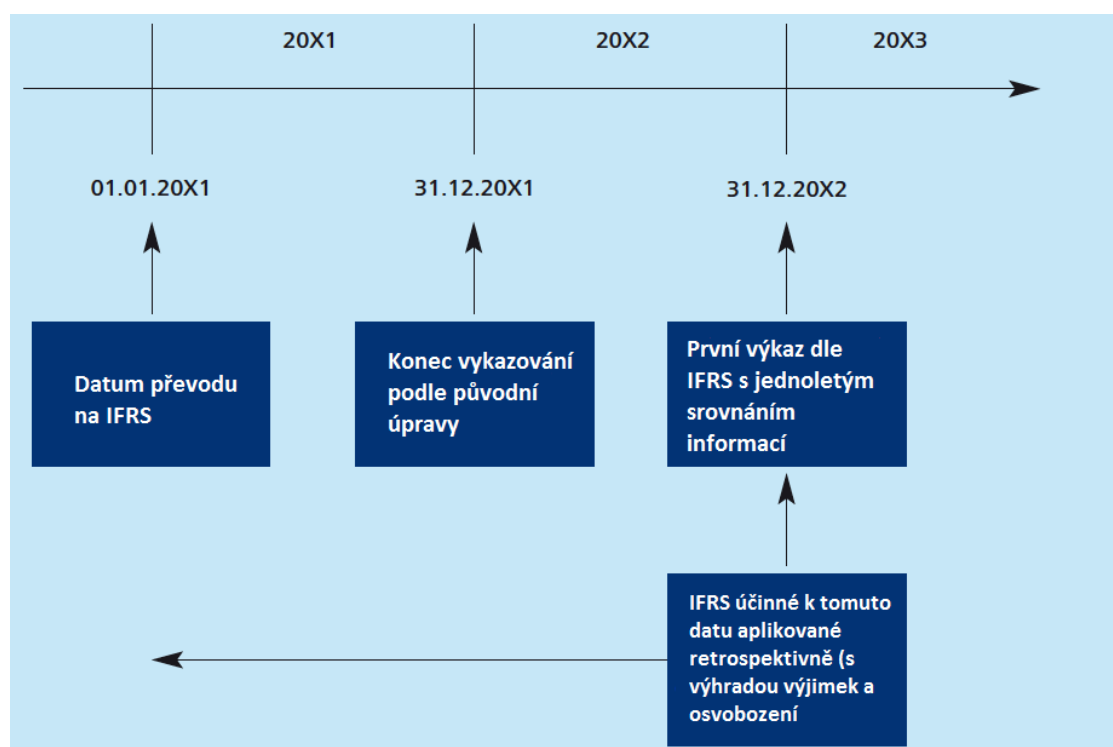 20X1
20X2
20X3
01.01.20X1
31.12.20X1
31.12.20X2
Datum převodu
na IFRS
Konec vykazování
podle původní
úpravy
První výkaz dle
IFRS s jednoletým
srovnáním
informací
IFRS účinné k tomuto
datu aplikované
retrospektivně (s
výhradou výjimek a
osvobození